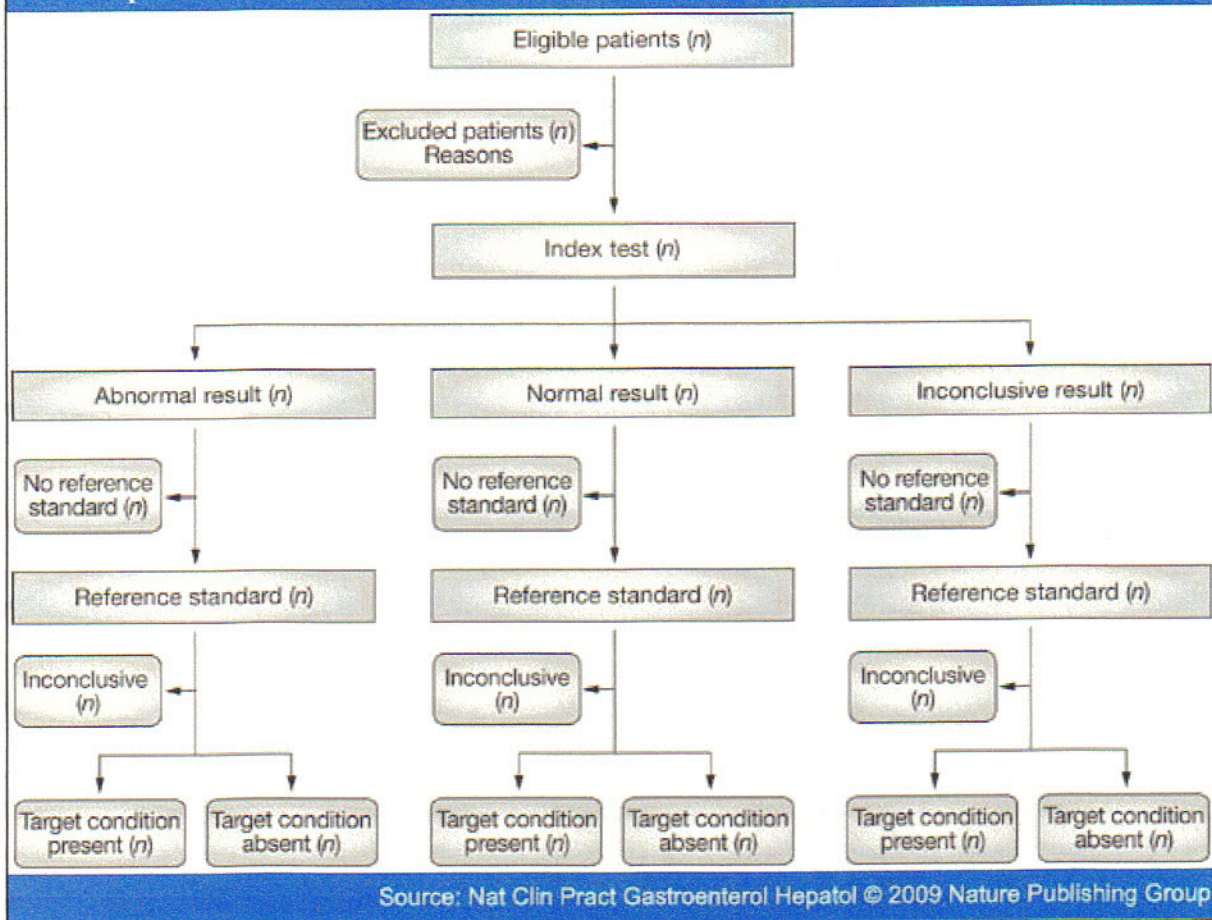 Eligible patients (n)
Excluded patients (n)
Reasons
Index test (n)
Abnormal result (n)
Normal result (n)
Inconclusive result (n)
No reference
standard (n)
No reference
standard (n)
No reference
standard (n)
Reference standard (n)
Reference standard (n)
Reference standard (n)
Inconclusive
(n)
Inconclusive
(n)
Inconclusive
(n)
Target condition
present (n)
Target condition
absent (n)
Target condition
present (n)
Target condition
absent (n)
Target condition
present (n)
Target condition
absent (n)
Source: Nat Clin Pract Gastroenterol Hepatol © 2009 Nature Publishing Group